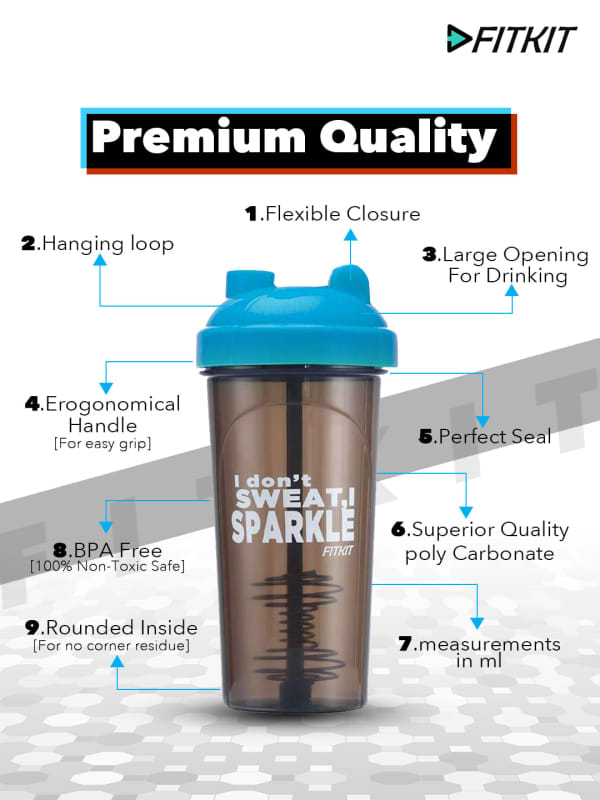 FITKIT
Premium Quality
1.Flexible Closure
2.Hanging loop
3.Large Opening
For Drinking
4.Erogonomical
Handle
[For easy grip]
5.Perfect Seal
6.Superior Quality
poly Carbonate
7.measurements
in ml
8.BPA Free
[100% Non-Toxic Safe]
9.Rounded Inside
[For no corner residue]
I don't
SWEAT,I
SPARKLE
FITKIT
FITKIT